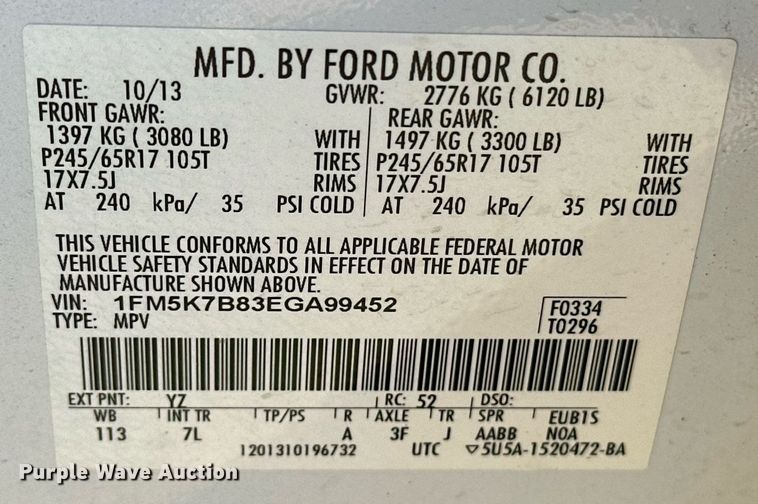 MFD. BY FORD MOTOR CO.
DATE: 10/13 GVWR: 2776 KG ( 6120 LB)
FRONT GAWR: REAR GAWR:
1397 KG ( 3080 LB) WITH 1497 KG ( 3300 LB) WITH
P245/65R17 105T TIRES P245/65R17 105T TIRES
17X7.5J RIMS 17X7.5J RIMS
AT 240 kPa/ 35 PSI COLD AT 240 kPa/ 35 PSI COLD
THIS VEHICLE CONFORMS TO ALL APPLICABLE FEDERAL MOTOR
VEHICLE SAFETY STANDARDS IN EFFECT ON THE DATE OF
MANUFACTURE SHOWN ABOVE.
VIN: 1FM5K7B83EGA99452 F0334
TYPE: MPV T0296
EXT PNT: YZ RC: 52 DSO:
WB INT TR TP/PS R AXLE TR SPR EUB1S
113 7L A 3F J AABB NOA
1201310196732 UTC ▽5U5A-1520472-BA
Purple Wave Auction